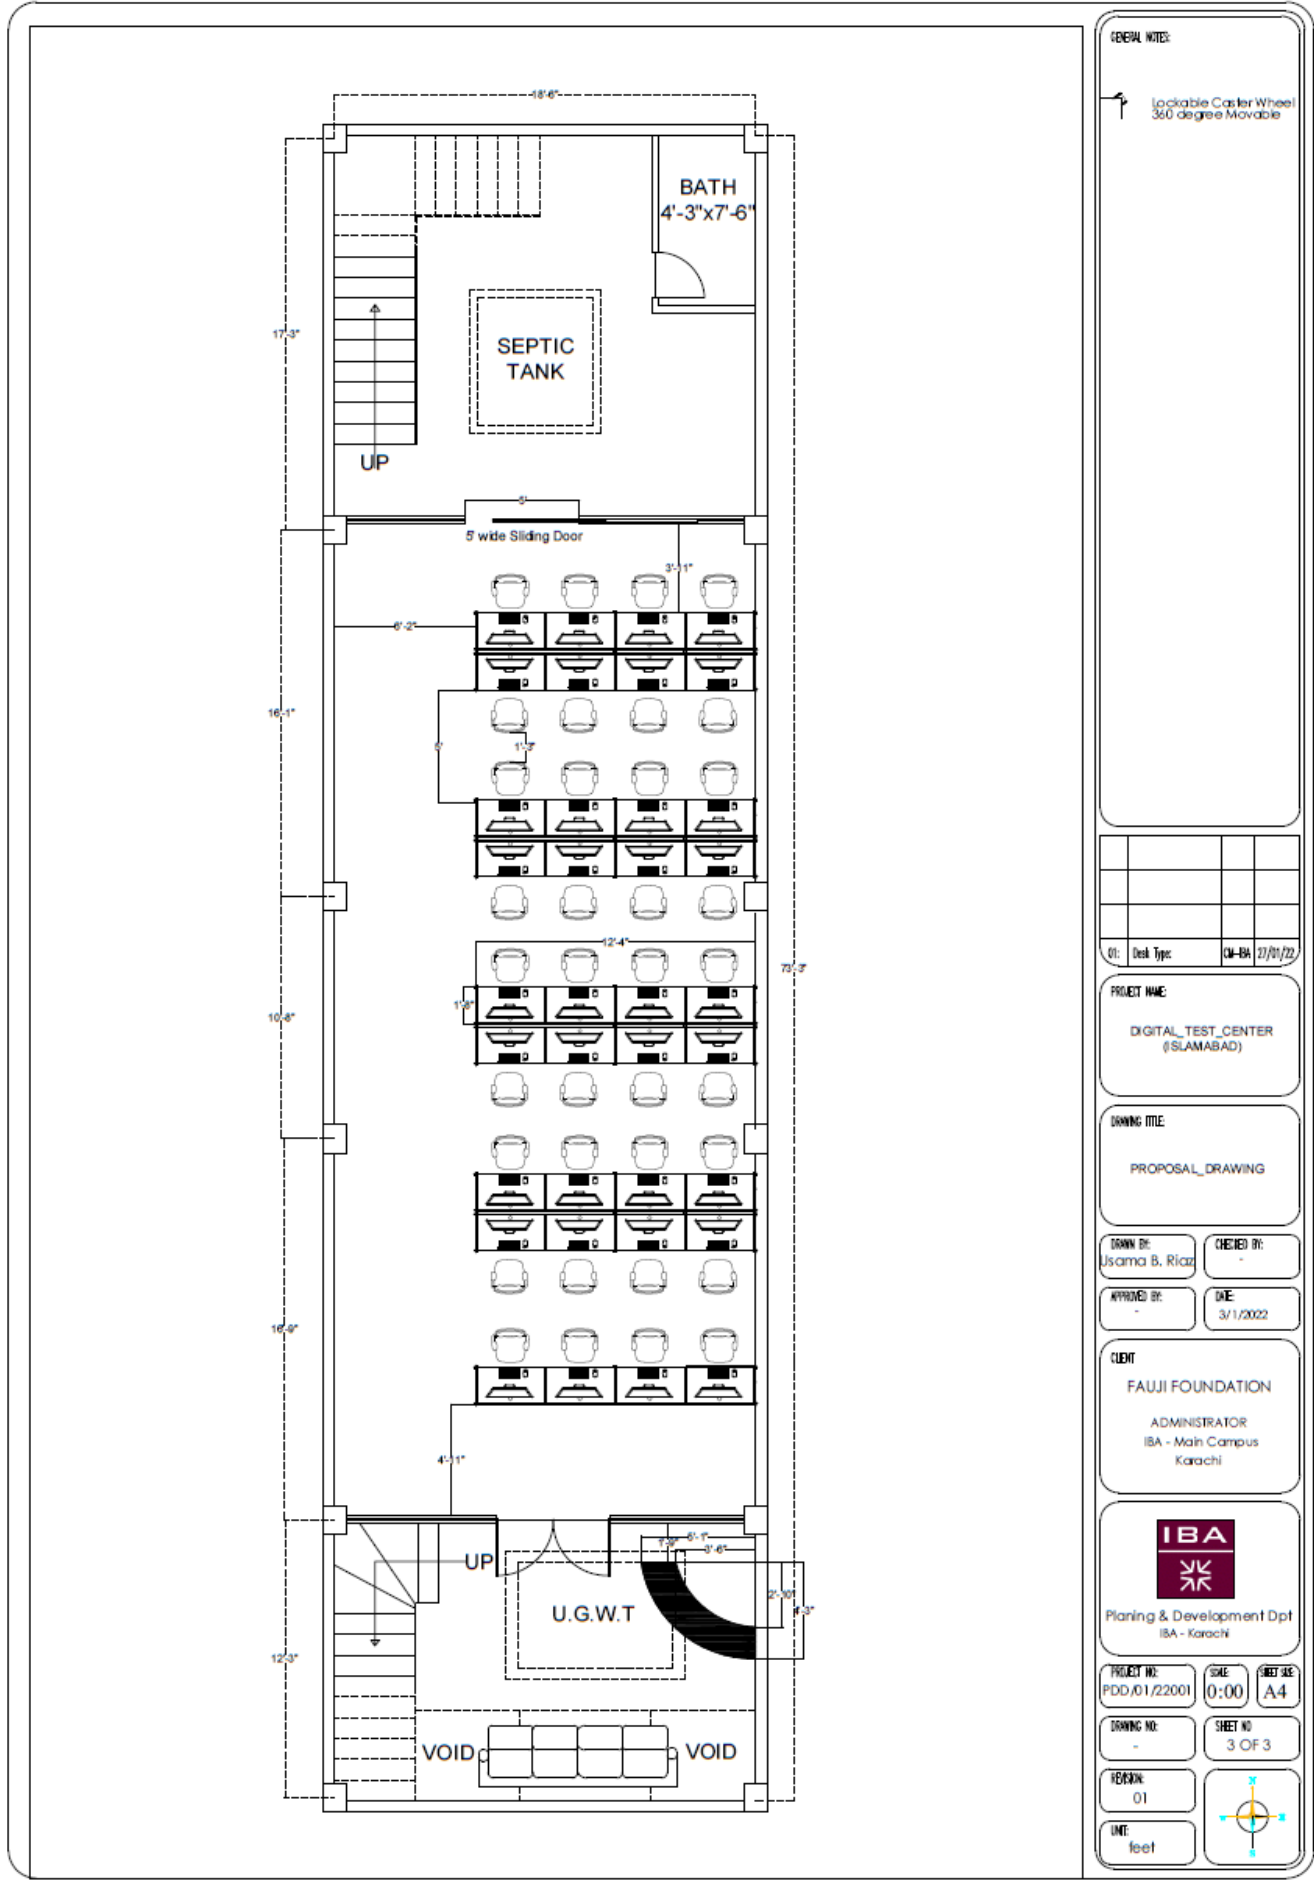 18'-6"
BATH
4'-3"x7'-6"
17'-3"
SEPTIC
TANK
UP
5'
5' wide Sliding Door
3'-11"
6'-2"
16'-1"
1'-3"
12'-4"
73'-3"
1'-8"
10'-8"
16'-9"
4'-11"
UP
5'-1"
3'-6"
U.G.W.T
2'-10"
12'-3"
VOID
VOID
GENERAL NOTES:
Lockable Caster Wheel
360 degree Movable
01: Desk Type: CM-IBA 27/01/22
PROJECT NAME:
DIGITAL_TEST_CENTER
(ISLAMABAD)
DRAWING TITLE:
PROPOSAL_DRAWING
DRAWN BY: CHECKED BY:
Usama B. Riaz -
APPROVED BY: DATE:
- 3/1/2022
CLIENT
FAUJI FOUNDATION
ADMINISTRATOR
IBA - Main Campus
Karachi
IBA
Planing & Development Dpt
IBA - Karachi
PROJECT NO: SCALE: SHEET SIZE
PDD/01/22001 0:00 A4
DRAWING NO: SHEET NO
- 3 OF 3
REVISION:
01
UNIT:
feet